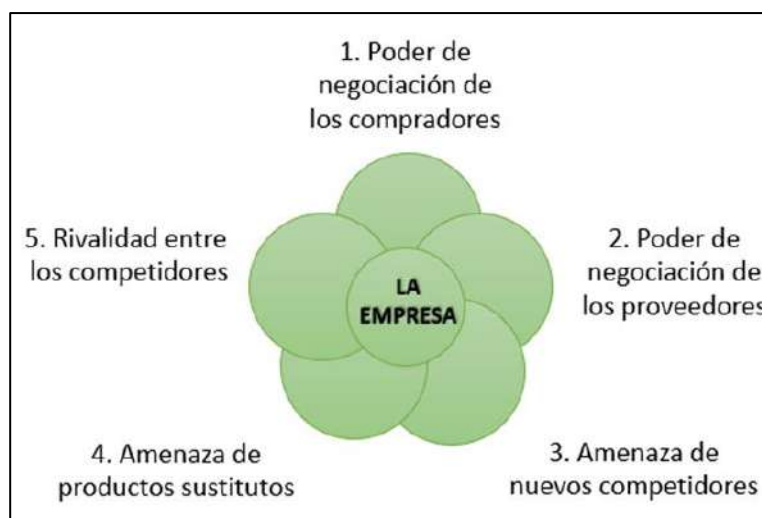 1. Poder de
negociación de
los compradores
5. Rivalidad entre
los competidores
2. Poder de
negociación de
los proveedores
LA
EMPRESA
4. Amenaza de
productos sustitutos
3. Amenaza de
nuevos competidores